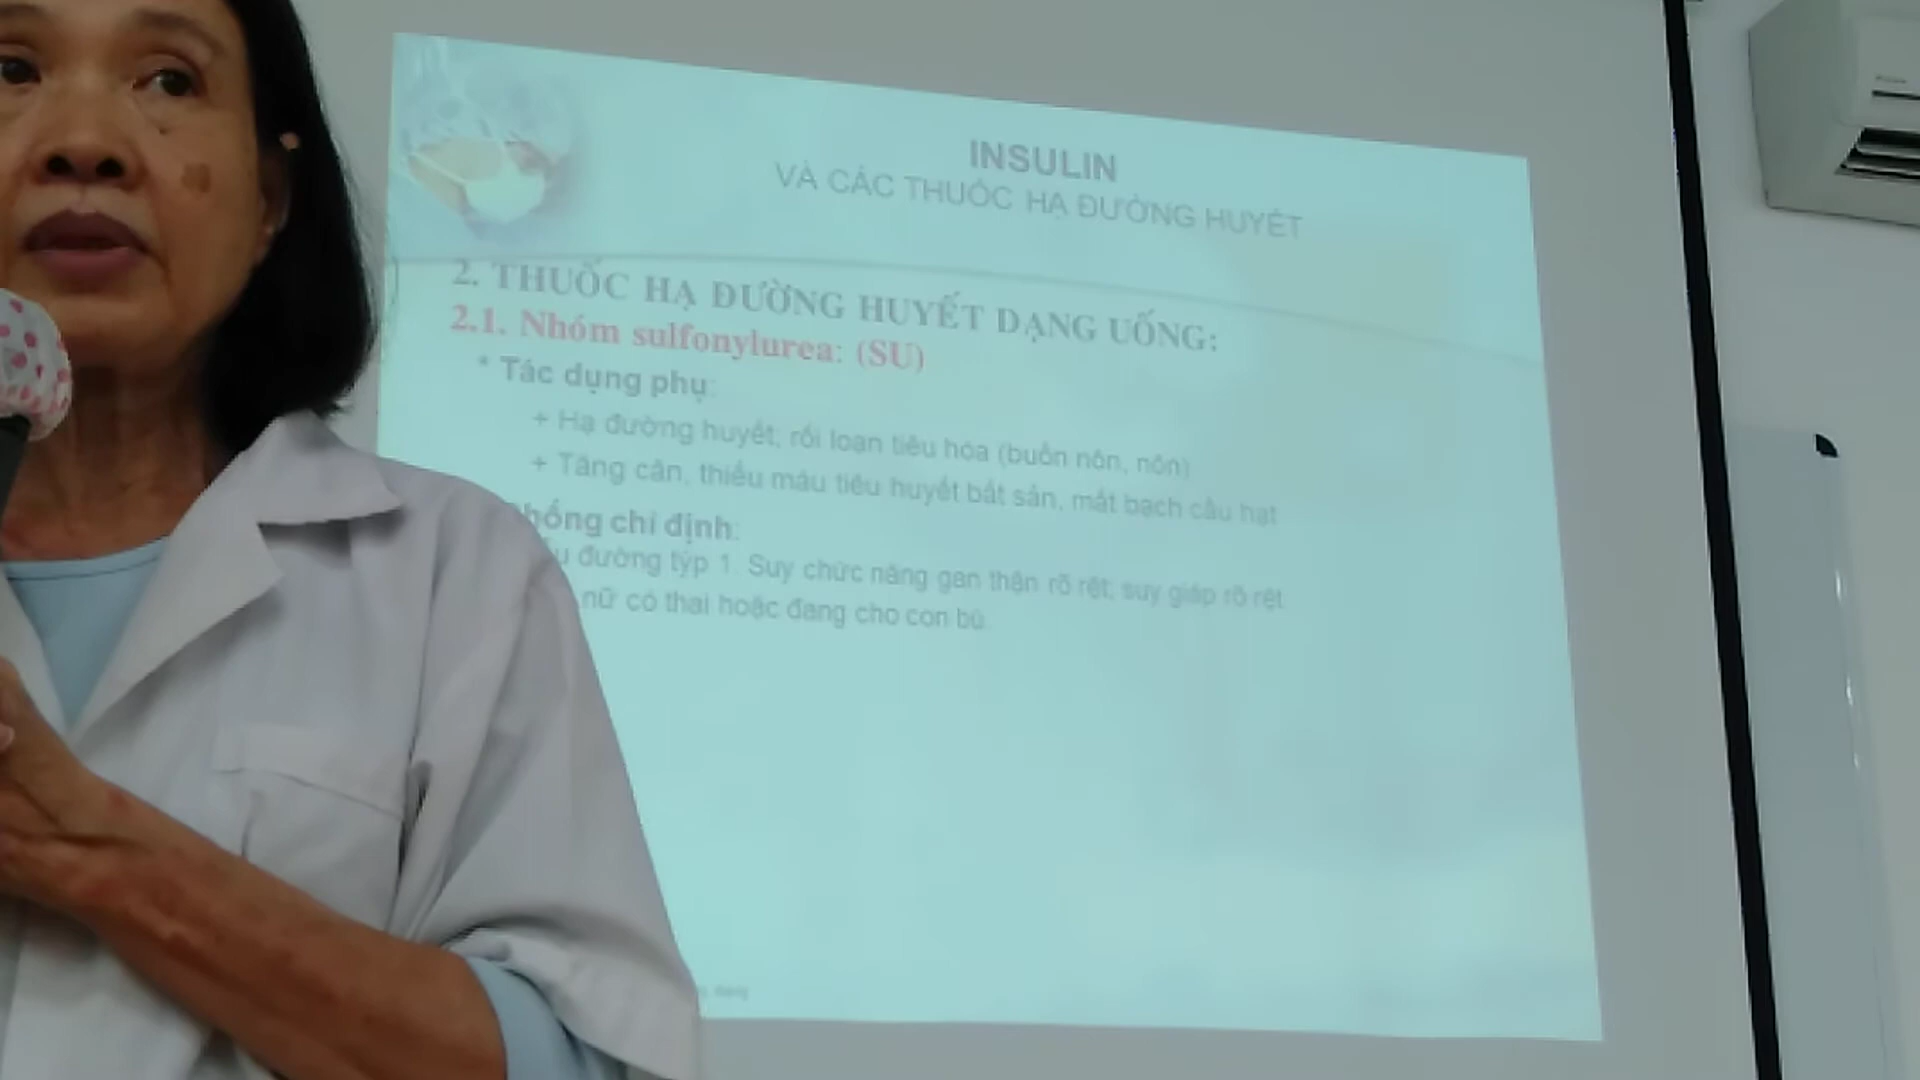 INSULIN
VÀ CÁC THUỐC HẠ ĐƯỜNG HUYẾT
2. THUỐC HẠ ĐƯỜNG HUYẾT DẠNG UỐNG:
2.1. Nhóm sulfonylurea: (SU)
* Tác dụng phụ:
+ Hạ đường huyết; rối loạn tiêu hóa (buồn nôn, nôn)
+ Tăng cân, thiếu máu tiêu huyết bất sản, mất bạch cầu hạt
chỉ định:
đường týp 1. Suy chức năng gan thận rõ rệt; suy giáp rõ rệt
nữ có thai hoặc đang cho con bú.